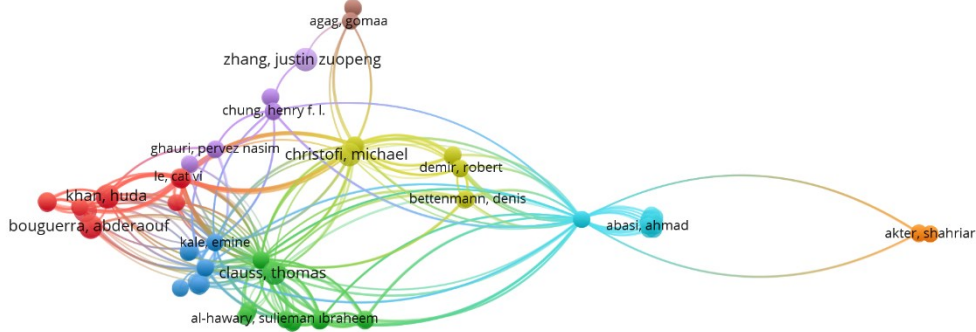 agag, gomaa
zhang, justin zuopeng
chung, henry f. l.
ghauri, pervez nasim
christofi, michael
demir, robert
le, cat vi
khan, huda
bettenmann, denis
bouguerra, abderaouf
abasi, ahmad
akter, shahriar
kale, emine
clauss, thomas
al-hawary, sulieman ibraheem